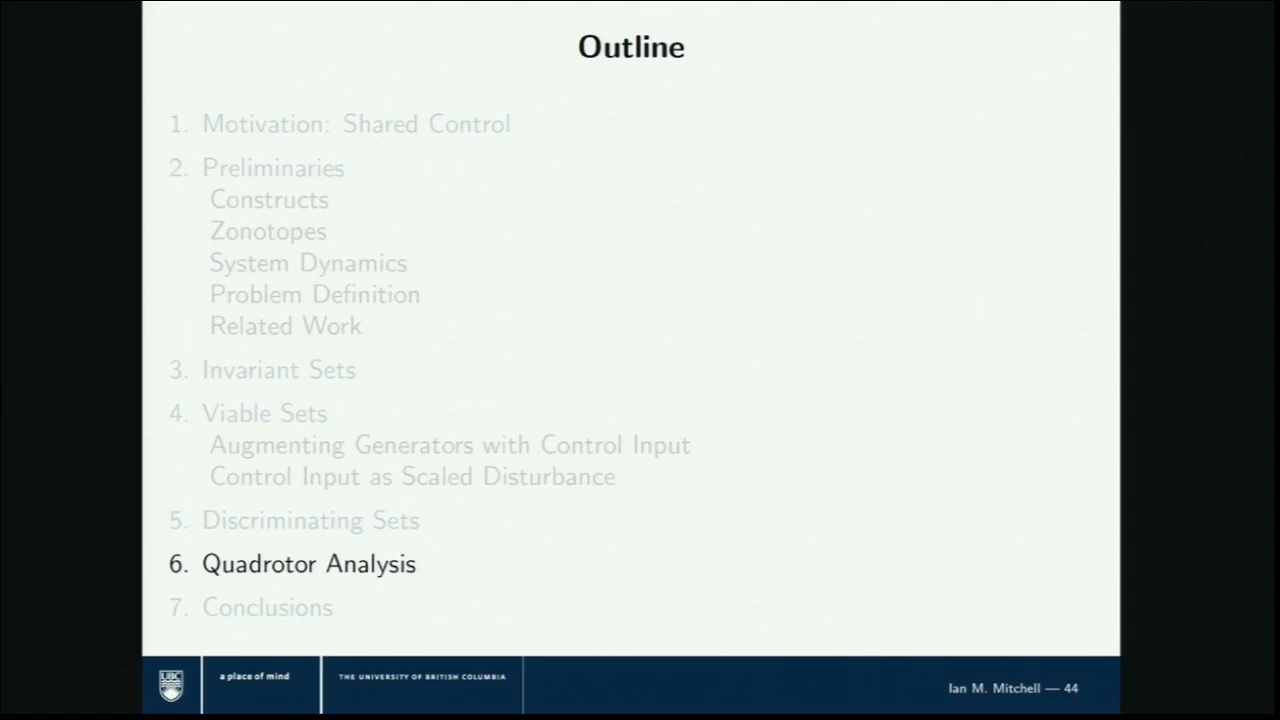 Outline
1. Motivation: Shared Control
2. Preliminaries
Constructs
Zonotopes
System Dynamics
Problem Definition
Related Work
3. Invariant Sets
4. Viable Sets
Augmenting Generators with Control Input
Control Input as Scaled Disturbance
5. Discriminating Sets
6. Quadrotor Analysis
7. Conclusions
UBC
a place of mind
THE UNIVERSITY OF BRITISH COLUMBIA
Ian M. Mitchell — 44